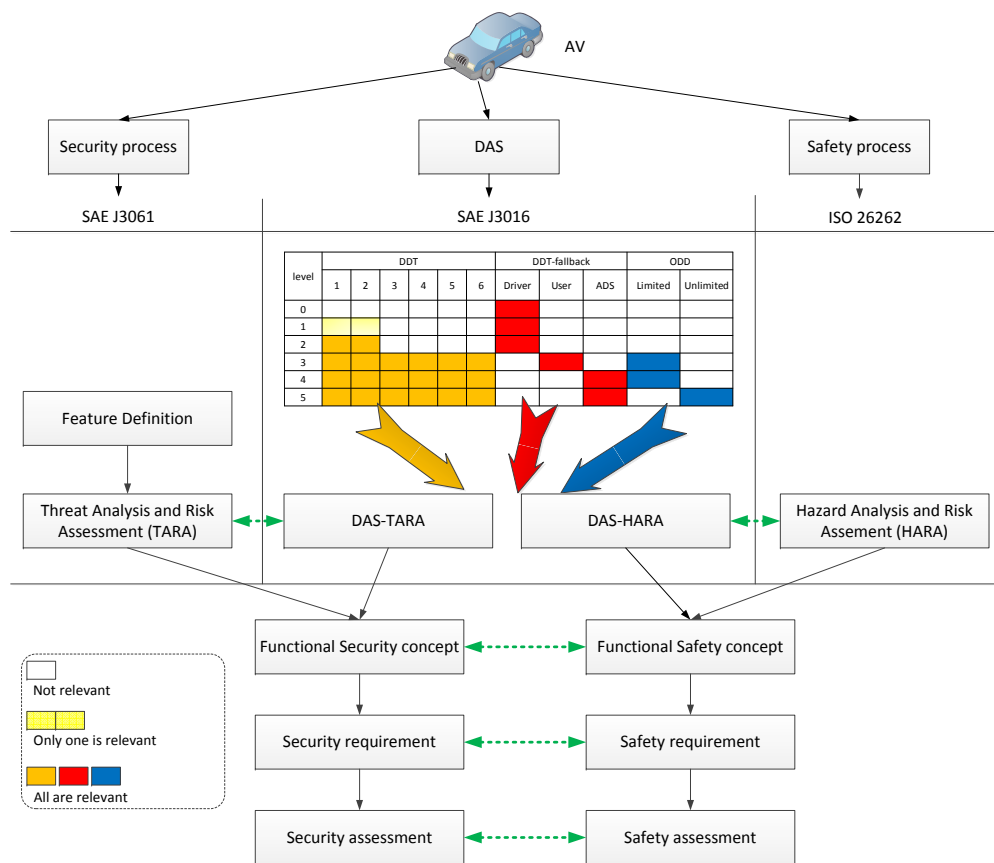 AV
Security process
DAS
Safety process
SAE J3061
SAE J3016
ISO 26262
level
DDT
DDT-fallback
ODD
1 2 3 4 5 6 Driver User ADS Limited Unlimited
0
1
2
3
4
5
Feature Definition
Threat Analysis and Risk
Assessment (TARA)
DAS-TARA
DAS-HARA
Hazard Analysis and Risk
Assement (HARA)
Functional Security concept
Functional Safety concept
Not relevant
Only one is relevant
All are relevant
Security requirement
Safety requirement
Security assessment
Safety assessment